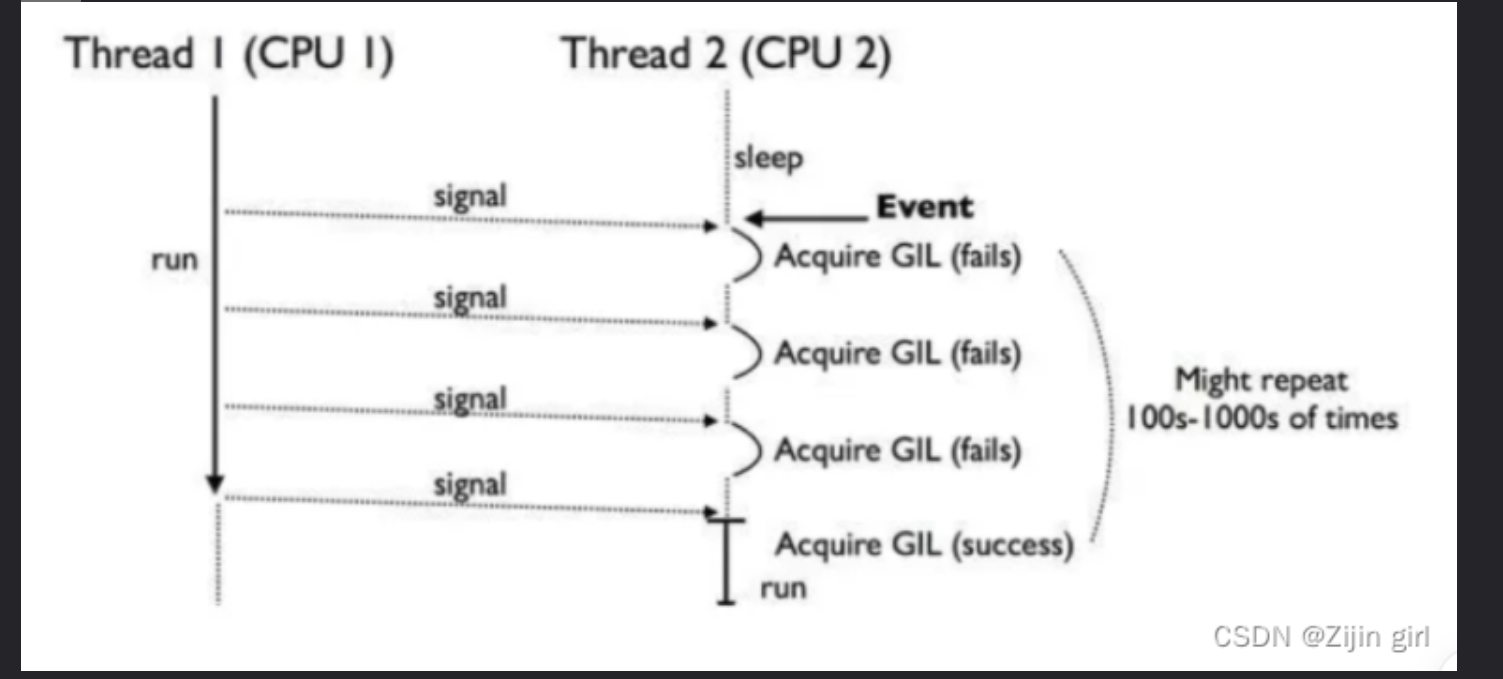 Thread 1 (CPU 1)
Thread 2 (CPU 2)
sleep
signal
Event
run
Acquire GIL (fails)
signal
Acquire GIL (fails)
Might repeat
100s-1000s of times
signal
Acquire GIL (fails)
signal
Acquire GIL (success)
run
CSDN @Zijin girl